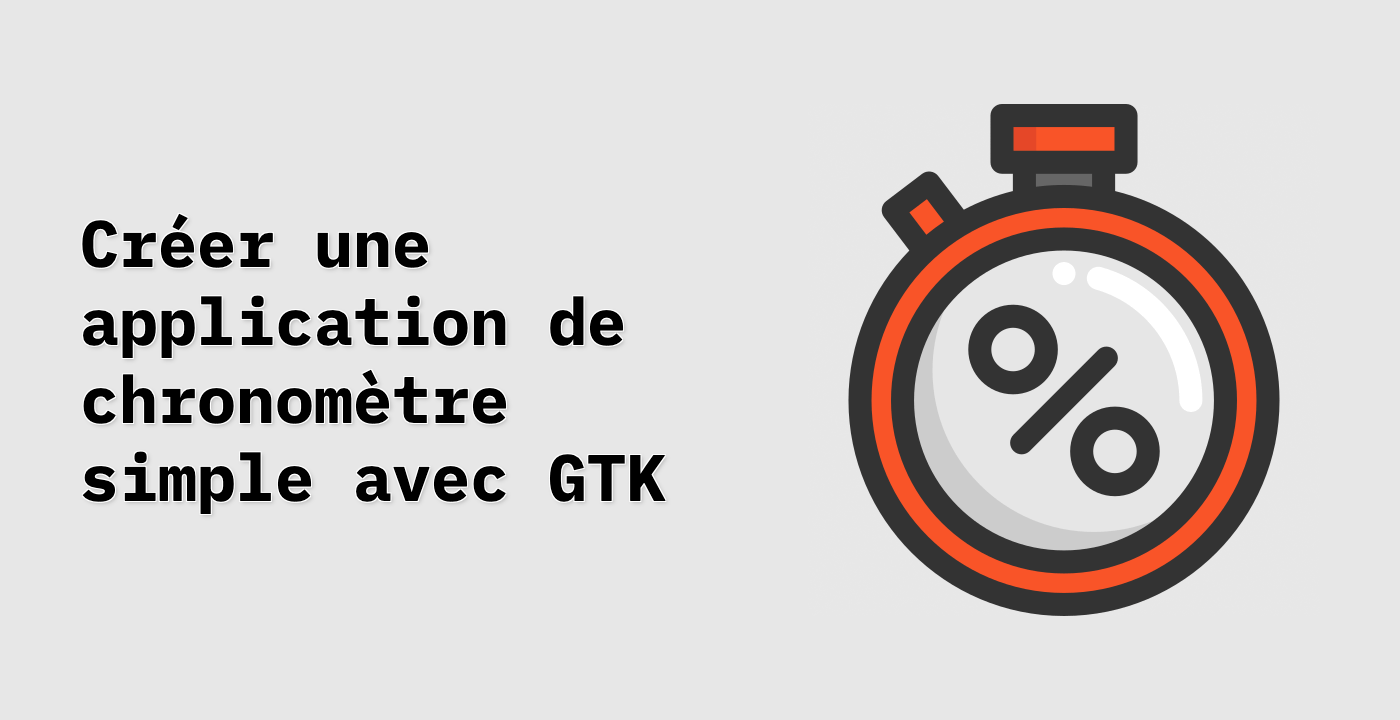 Créer une
application de
chronomètre
simple avec GTK
%